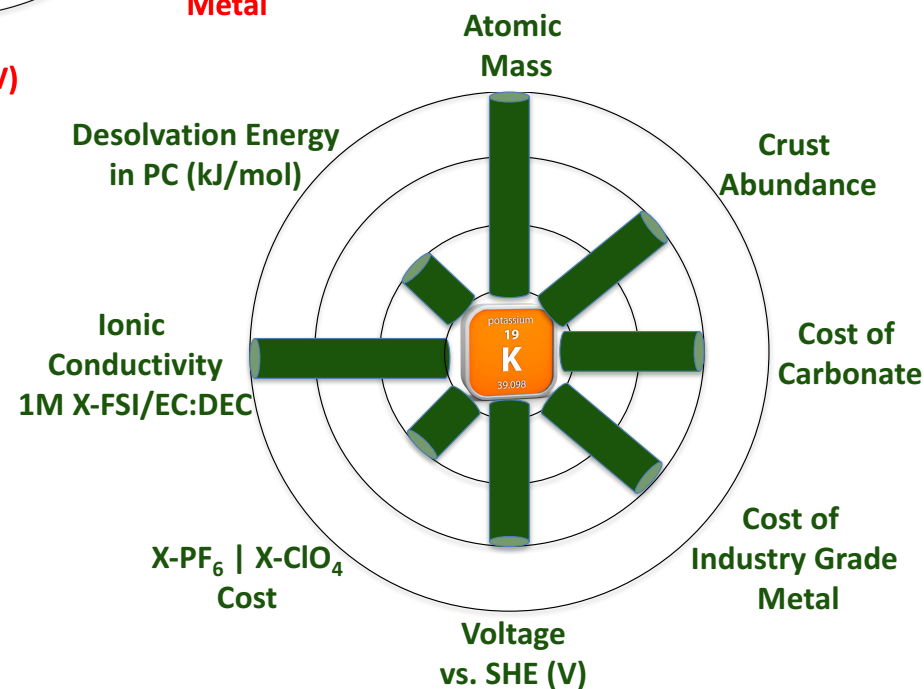 Metal
V)
Atomic
Mass
Desolvation Energy
in PC (kJ/mol)
Crust
Abundance
Ionic
Conductivity
1M X-FSI/EC:DEC
potassium
19
K
39.098
Cost of
Carbonate
X-PF₆ | X-ClO₄
Cost
Cost of
Industry Grade
Metal
Voltage
vs. SHE (V)